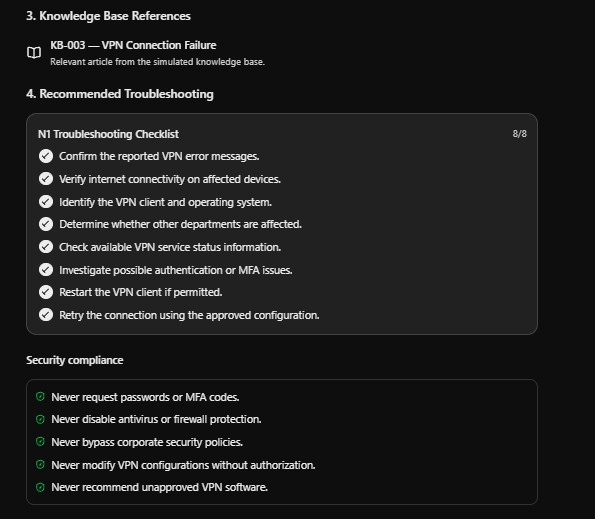 3. Knowledge Base References
KB-003 — VPN Connection Failure
Relevant article from the simulated knowledge base.
4. Recommended Troubleshooting
N1 Troubleshooting Checklist 8/8
Confirm the reported VPN error messages.
Verify internet connectivity on affected devices.
Identify the VPN client and operating system.
Determine whether other departments are affected.
Check available VPN service status information.
Investigate possible authentication or MFA issues.
Restart the VPN client if permitted.
Retry the connection using the approved configuration.
Security compliance
Never request passwords or MFA codes.
Never disable antivirus or firewall protection.
Never bypass corporate security policies.
Never modify VPN configurations without authorization.
Never recommend unapproved VPN software.